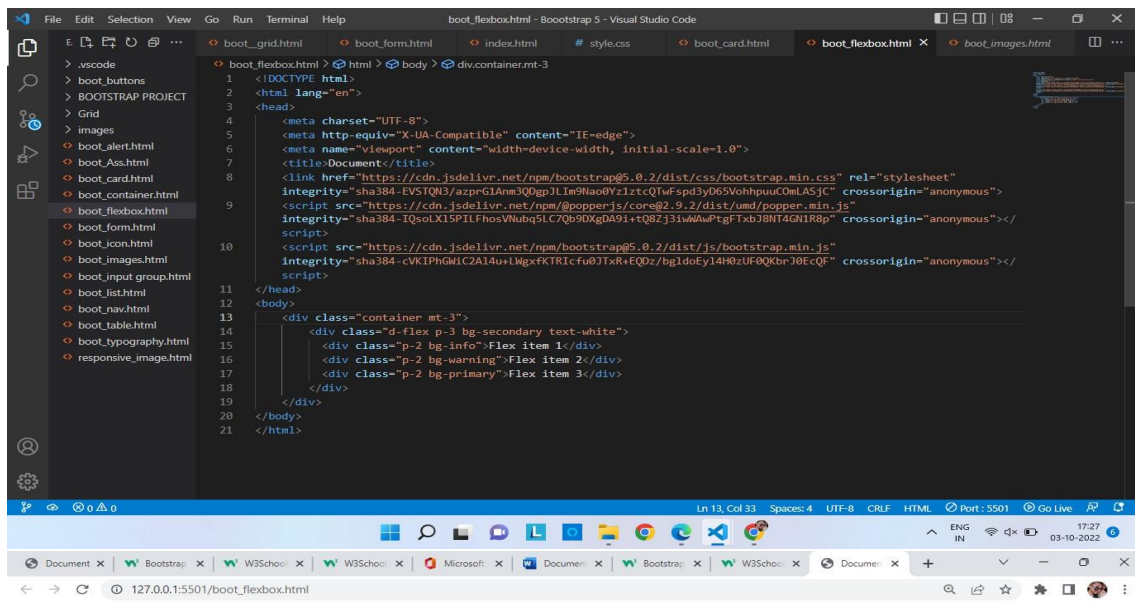 File Edit Selection View Go Run Terminal Help boot_flexbox.html - Boootstrap 5 - Visual Studio Code
boot__grid.html boot_form.html index.html # style.css boot_card.html boot_flexbox.html boot_images.html
boot_flexbox.html > html > body > div.container.mt-3
> .vscode
> boot_buttons
> BOOTSTRAP PROJECT
> Grid
> images
boot_alert.html
boot_Ass.html
boot_card.html
boot_container.html
boot_flexbox.html
boot_form.html
boot_icon.html
boot_images.html
boot_input group.html
boot_list.html
boot_nav.html
boot_table.html
boot_typography.html
responsive_image.html
1 <!DOCTYPE html>
2 <html lang="en">
3 <head>
4 <meta charset="UTF-8">
5 <meta http-equiv="X-UA-Compatible" content="IE=edge">
6 <meta name="viewport" content="width=device-width, initial-scale=1.0">
7 <title>Document</title>
8 <link href="https://cdn.jsdelivr.net/npm/bootstrap@5.0.2/dist/css/bootstrap.min.css" rel="stylesheet"
integrity="sha384-EVSTQN3/azprG1Anm3QDgpJLIm9Nao0Yz1ztcQTwFspd3yD65VohhpuuCOmLASjC" crossorigin="anonymous">
9 <script src="https://cdn.jsdelivr.net/npm/@popperjs/core@2.9.2/dist/umd/popper.min.js"
integrity="sha384-IQsoLXl5PILFhosVNubq5LC7Qb9DXgDA9i+tQ8Zj3iwWAwPtgFTxbJ8NT4GN1R8p" crossorigin="anonymous"></
script>
10 <script src="https://cdn.jsdelivr.net/npm/bootstrap@5.0.2/dist/js/bootstrap.min.js"
integrity="sha384-cVKIPhGWiC2Al4u+LWgxfKTRIcfu0JTxR+EQDz/bgldoEyl4H0zUF0QKbrJ0EcQF" crossorigin="anonymous"></
script>
11 </head>
12 <body>
13 <div class="container mt-3">
14 <div class="d-flex p-3 bg-secondary text-white">
15 <div class="p-2 bg-info">Flex item 1</div>
16 <div class="p-2 bg-warning">Flex item 2</div>
17 <div class="p-2 bg-primary">Flex item 3</div>
18 </div>
19 </div>
20 </body>
21 </html>
0 0 Ln 13, Col 33 Spaces: 4 UTF-8 CRLF HTML Port : 5501 Go Live
ENG
IN
17:27
03-10-2022
6
Document Bootstrap W3School W3School Microsoft Document Bootstrap W3School Documen
127.0.0.1:5501/boot_flexbox.html